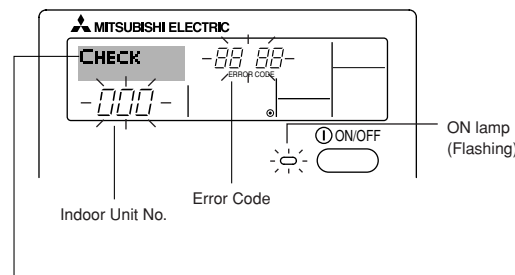 MITSUBISHI ELECTRIC
CHECK
88 88
ERROR CODE
000
ON/OFF
ON lamp
(Flashing)
Error Code
Indoor Unit No.